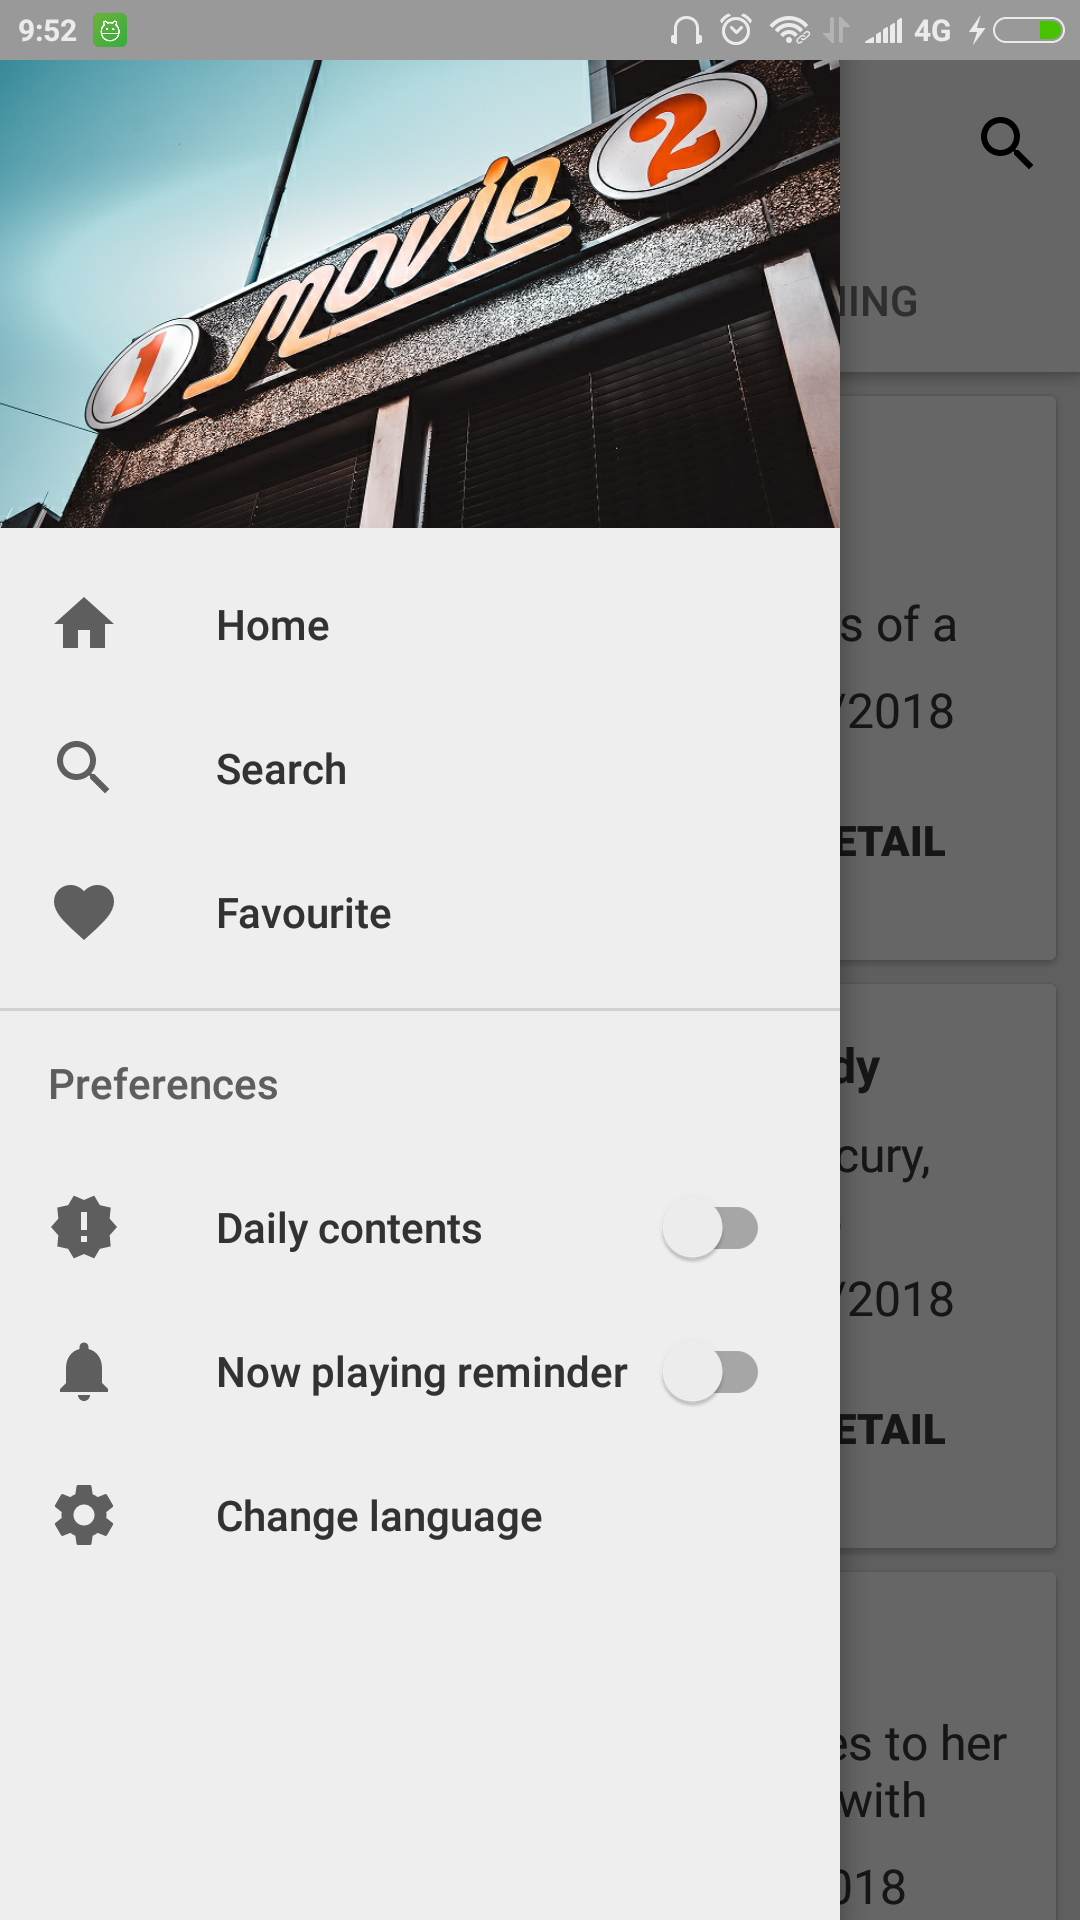 9:52
4G
1 movie 2
MING
Home
s of a
/2018
Search
ETAIL
Favourite
dy
Preferences
cury,
Daily contents
/2018
Now playing reminder
ETAIL
Change language
es to her
with
018